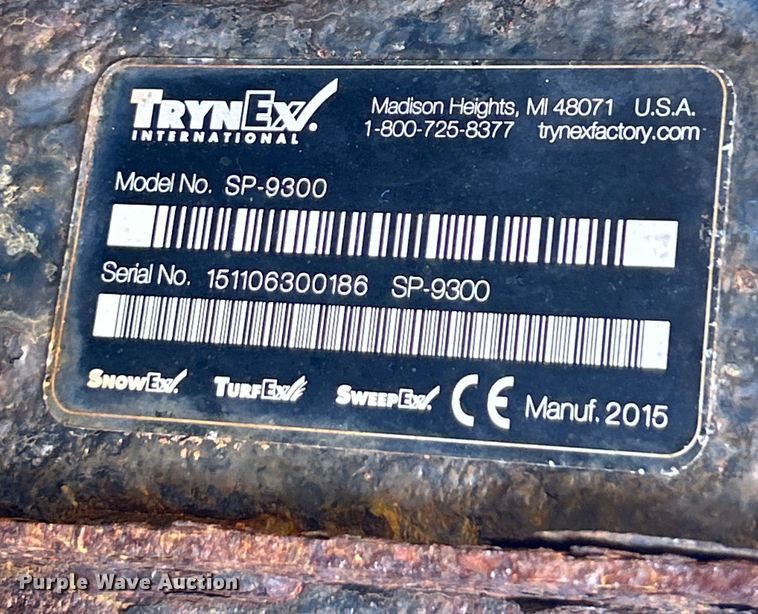 TRYNEX. Madison Heights, MI 48071 U.S.A.
INTERNATIONAL 1-800-725-8377 trynexfactory.com
Model No. SP-9300
Serial No. 151106300186 SP-9300
SNOWEX. TURFEX SWEEPEX. CE Manuf. 2015
Purple Wave Auction